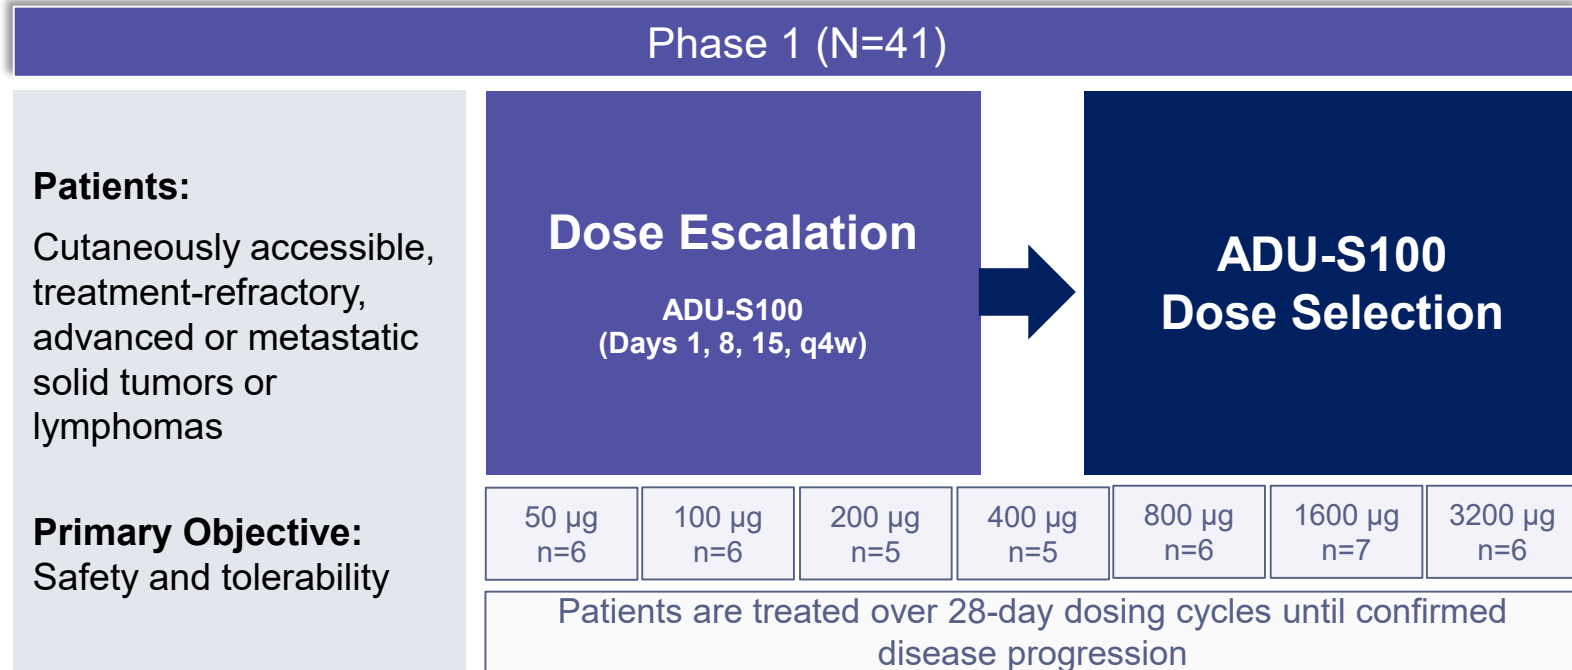 Phase 1 (N=41)
Patients:
Cutaneously accessible,
treatment-refractory,
advanced or metastatic
solid tumors or
lymphomas
Primary Objective:
Safety and tolerability
Dose Escalation
ADU-S100
(Days 1, 8, 15, q4w)
ADU-S100
Dose Selection
50 µg
n=6
100 µg
n=6
200 µg
n=5
400 µg
n=5
800 µg
n=6
1600 µg
n=7
3200 µg
n=6
Patients are treated over 28-day dosing cycles until confirmed
disease progression